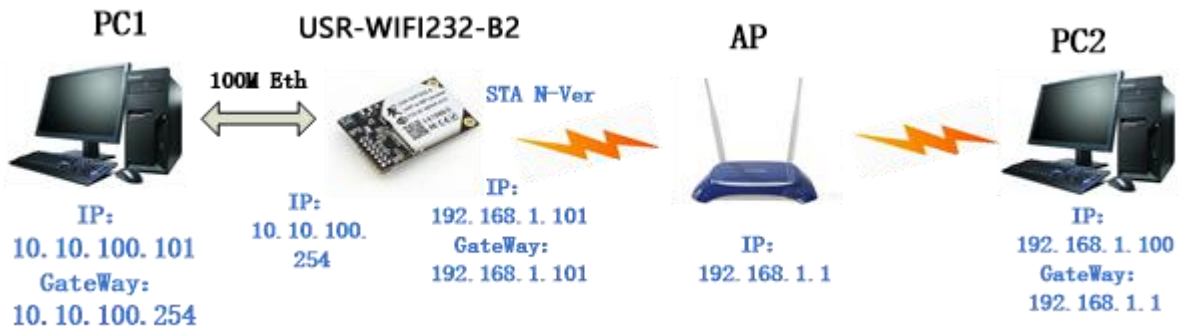 PC1
USR-WIFI232-B2
AP
PC2
100M Eth
STA N-Ver
IP:
10.10.100.101
GateWay:
10.10.100.254
IP:
10.10.100.
254
IP:
192.168.1.101
GateWay:
192.168.1.101
IP:
192.168.1.1
IP:
192.168.1.100
GateWay:
192.168.1.1